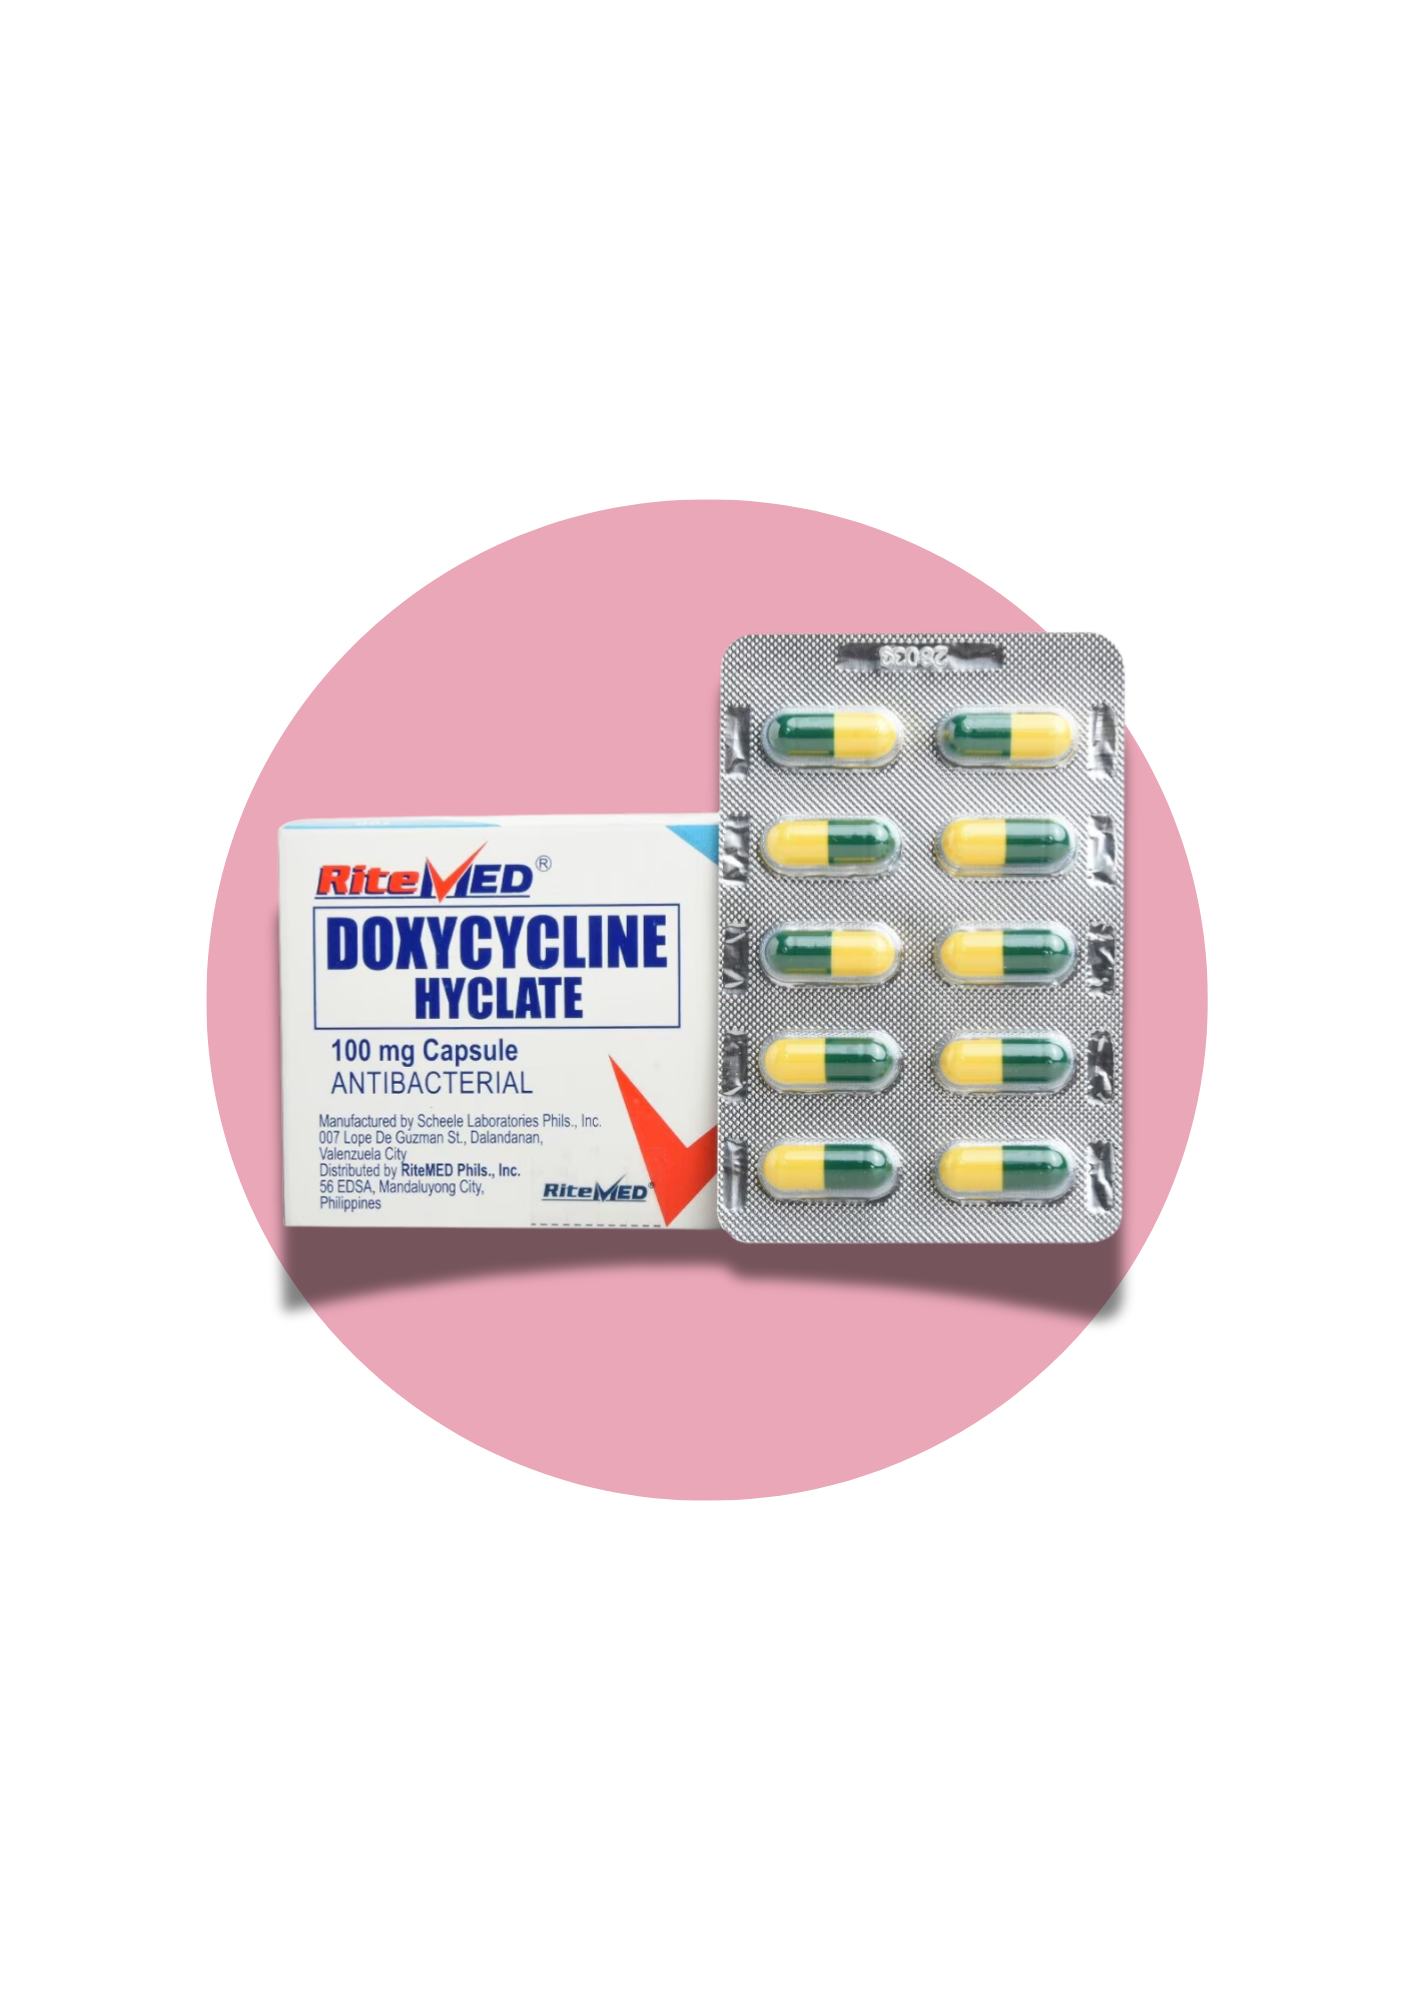 RiteMED®
DOXYCYCLINE
HYCLATE
100 mg Capsule
ANTIBACTERIAL
Manufactured by Scheele Laboratories Phils., Inc.
007 Lope De Guzman St., Dalandanan,
Valenzuela City
Distributed by RiteMED Phils., Inc.
56 EDSA, Mandaluyong City,
Philippines
RiteMED®